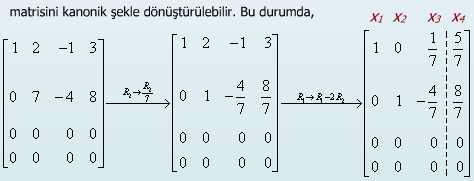 matrisini kanonik şekle dönüştürülebilir. Bu durumda,
x₁ x₂ x₃ x₄
[1 2 -1 3] [1 2 -1 3] [1 0 1/7 5/7]
[0 7 -4 8] R₂→R₂/7 [0 1 -4/7 8/7] R₁→R₁-2R₂ [0 1 -4/7 8/7]
[0 0 0 0] [0 0 0 0] [0 0 0 0]
[0 0 0 0] [0 0 0 0] [0 0 0 0]